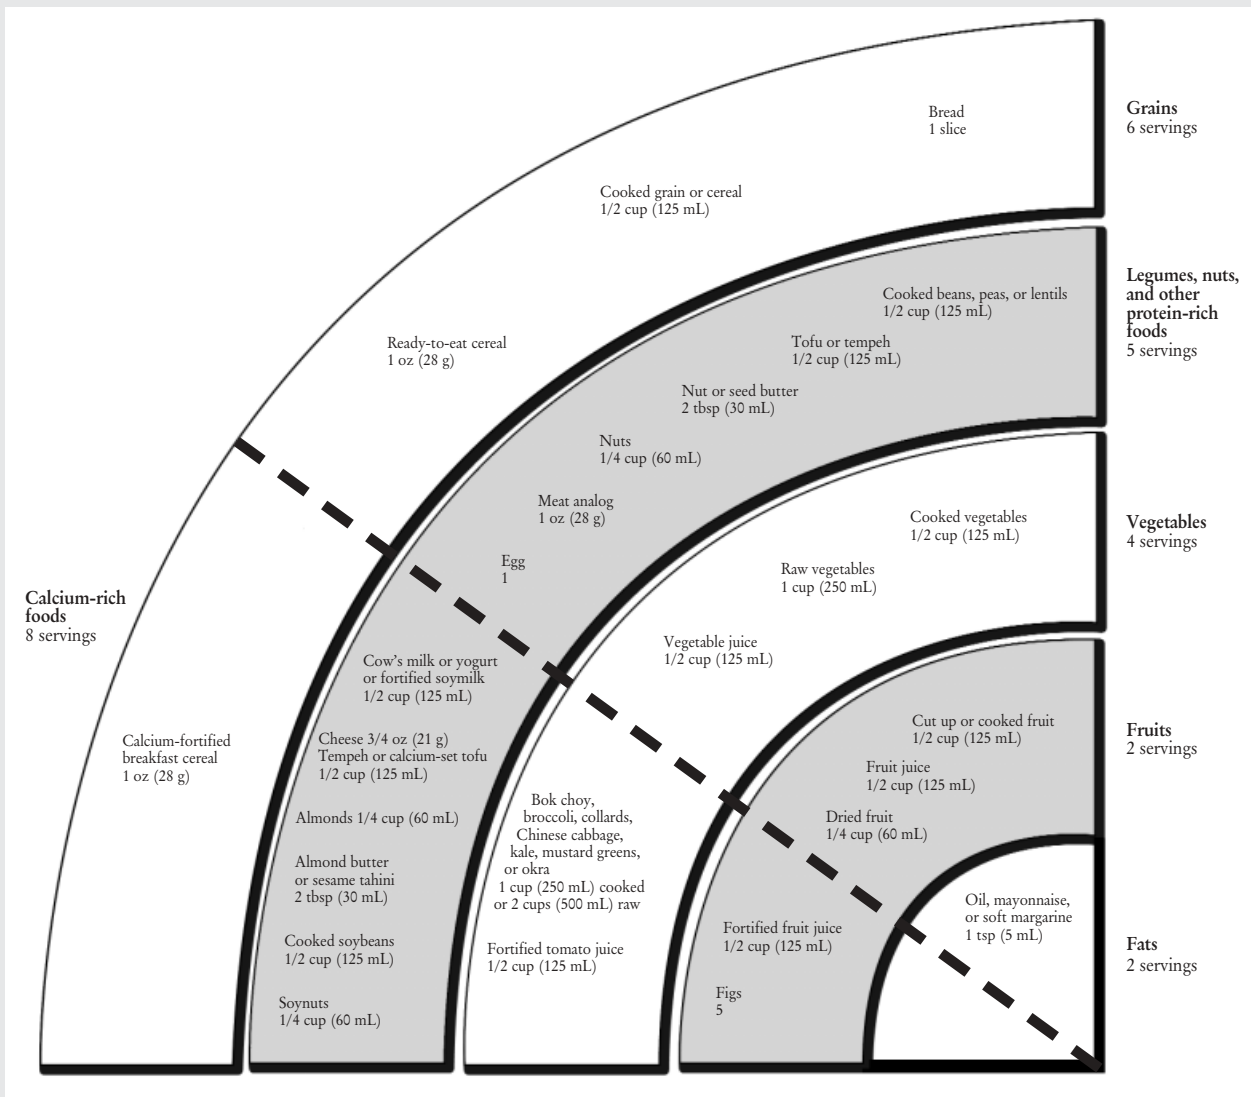 Bread
1 slice
Grains
6 servings
Cooked grain or cereal
1/2 cup (125 mL)
Ready-to-eat cereal
1 oz (28 g)
Cooked beans, peas, or lentils
1/2 cup (125 mL)
Legumes, nuts,
and other
protein-rich
foods
5 servings
Tofu or tempeh
1/2 cup (125 mL)
Nut or seed butter
2 tbsp (30 mL)
Nuts
1/4 cup (60 mL)
Meat analog
1 oz (28 g)
Egg
1
Cooked vegetables
1/2 cup (125 mL)
Vegetables
4 servings
Raw vegetables
1 cup (250 mL)
Vegetable juice
1/2 cup (125 mL)
Calcium-rich
foods
8 servings
Calcium-fortified
breakfast cereal
1 oz (28 g)
Cow's milk or yogurt
or fortified soymilk
1/2 cup (125 mL)
Cheese 3/4 oz (21 g)
Tempeh or calcium-set tofu
1/2 cup (125 mL)
Almonds 1/4 cup (60 mL)
Almond butter
or sesame tahini
2 tbsp (30 mL)
Cooked soybeans
1/2 cup (125 mL)
Soynuts
1/4 cup (60 mL)
Bok choy,
broccoli, collards,
Chinese cabbage,
kale, mustard greens,
or okra
1 cup (250 mL) cooked
or 2 cups (500 mL) raw
Fortified tomato juice
1/2 cup (125 mL)
Cut up or cooked fruit
1/2 cup (125 mL)
Fruits
2 servings
Fruit juice
1/2 cup (125 mL)
Dried fruit
1/4 cup (60 mL)
Fortified fruit juice
1/2 cup (125 mL)
Figs
5
Oil, mayonnaise,
or soft margarine
1 tsp (5 mL)
Fats
2 servings